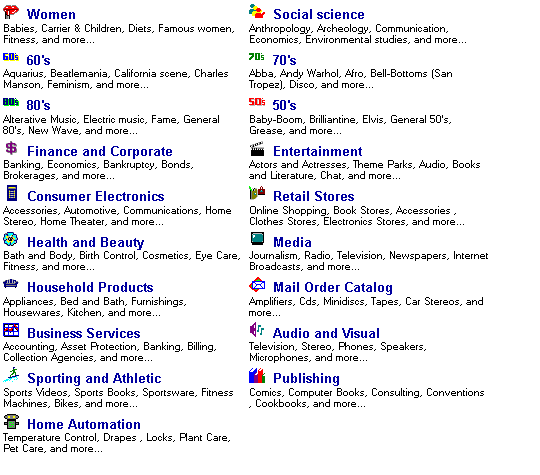 Women
Babies, Carrier & Children, Diets, Famous women,
Fitness, and more...
60's
60's
Aquarius, Beatlemania, California scene, Charles
Manson, Feminism, and more...
80's
80's
Alterative Music, Electric music, Fame, General
80's, New Wave, and more...
$
Finance and Corporate
Banking, Economics, Bankruptcy, Bonds,
Brokerages, and more...
Consumer Electronics
Accessories, Automotive, Communications, Home
Stereo, Home Theater, and more...
Health and Beauty
Bath and Body, Birth Control, Cosmetics, Eye Care,
Fitness, and more...
Household Products
Appliances, Bed and Bath, Furnishings,
Housewares, Kitchen, and more...
Business Services
Accounting, Asset Protection, Banking, Billing,
Collection Agencies, and more...
Sporting and Athletic
Sports Videos, Sports Books, Sportsware, Fitness
Machines, Bikes, and more...
Home Automation
Temperature Control, Drapes , Locks, Plant Care,
Pet Care, and more...
Social science
Anthropology, Archeology, Communication,
Economics, Environmental studies, and more...
70s
70's
Abba, Andy Warhol, Afro, Bell-Bottoms (San
Tropez), Disco, and more...
50s
50's
Baby-Boom, Brilliantine, Elvis, General 50's,
Grease, and more...
Entertainment
Actors and Actresses, Theme Parks, Audio, Books
and Literature, Chat, and more...
Retail Stores
Online Shopping, Book Stores, Accessories ,
Clothes Stores, Electronics Stores, and more...
Media
Journalism, Radio, Television, Newspapers, Internet
Broadcasts, and more...
Mail Order Catalog
Amplifiers, Cds, Minidiscs, Tapes, Car Stereos, and
more...
Audio and Visual
Television, Stereo, Phones, Speakers,
Microphones, and more...
Publishing
Comics, Computer Books, Consulting, Conventions
, Cookbooks, and more...